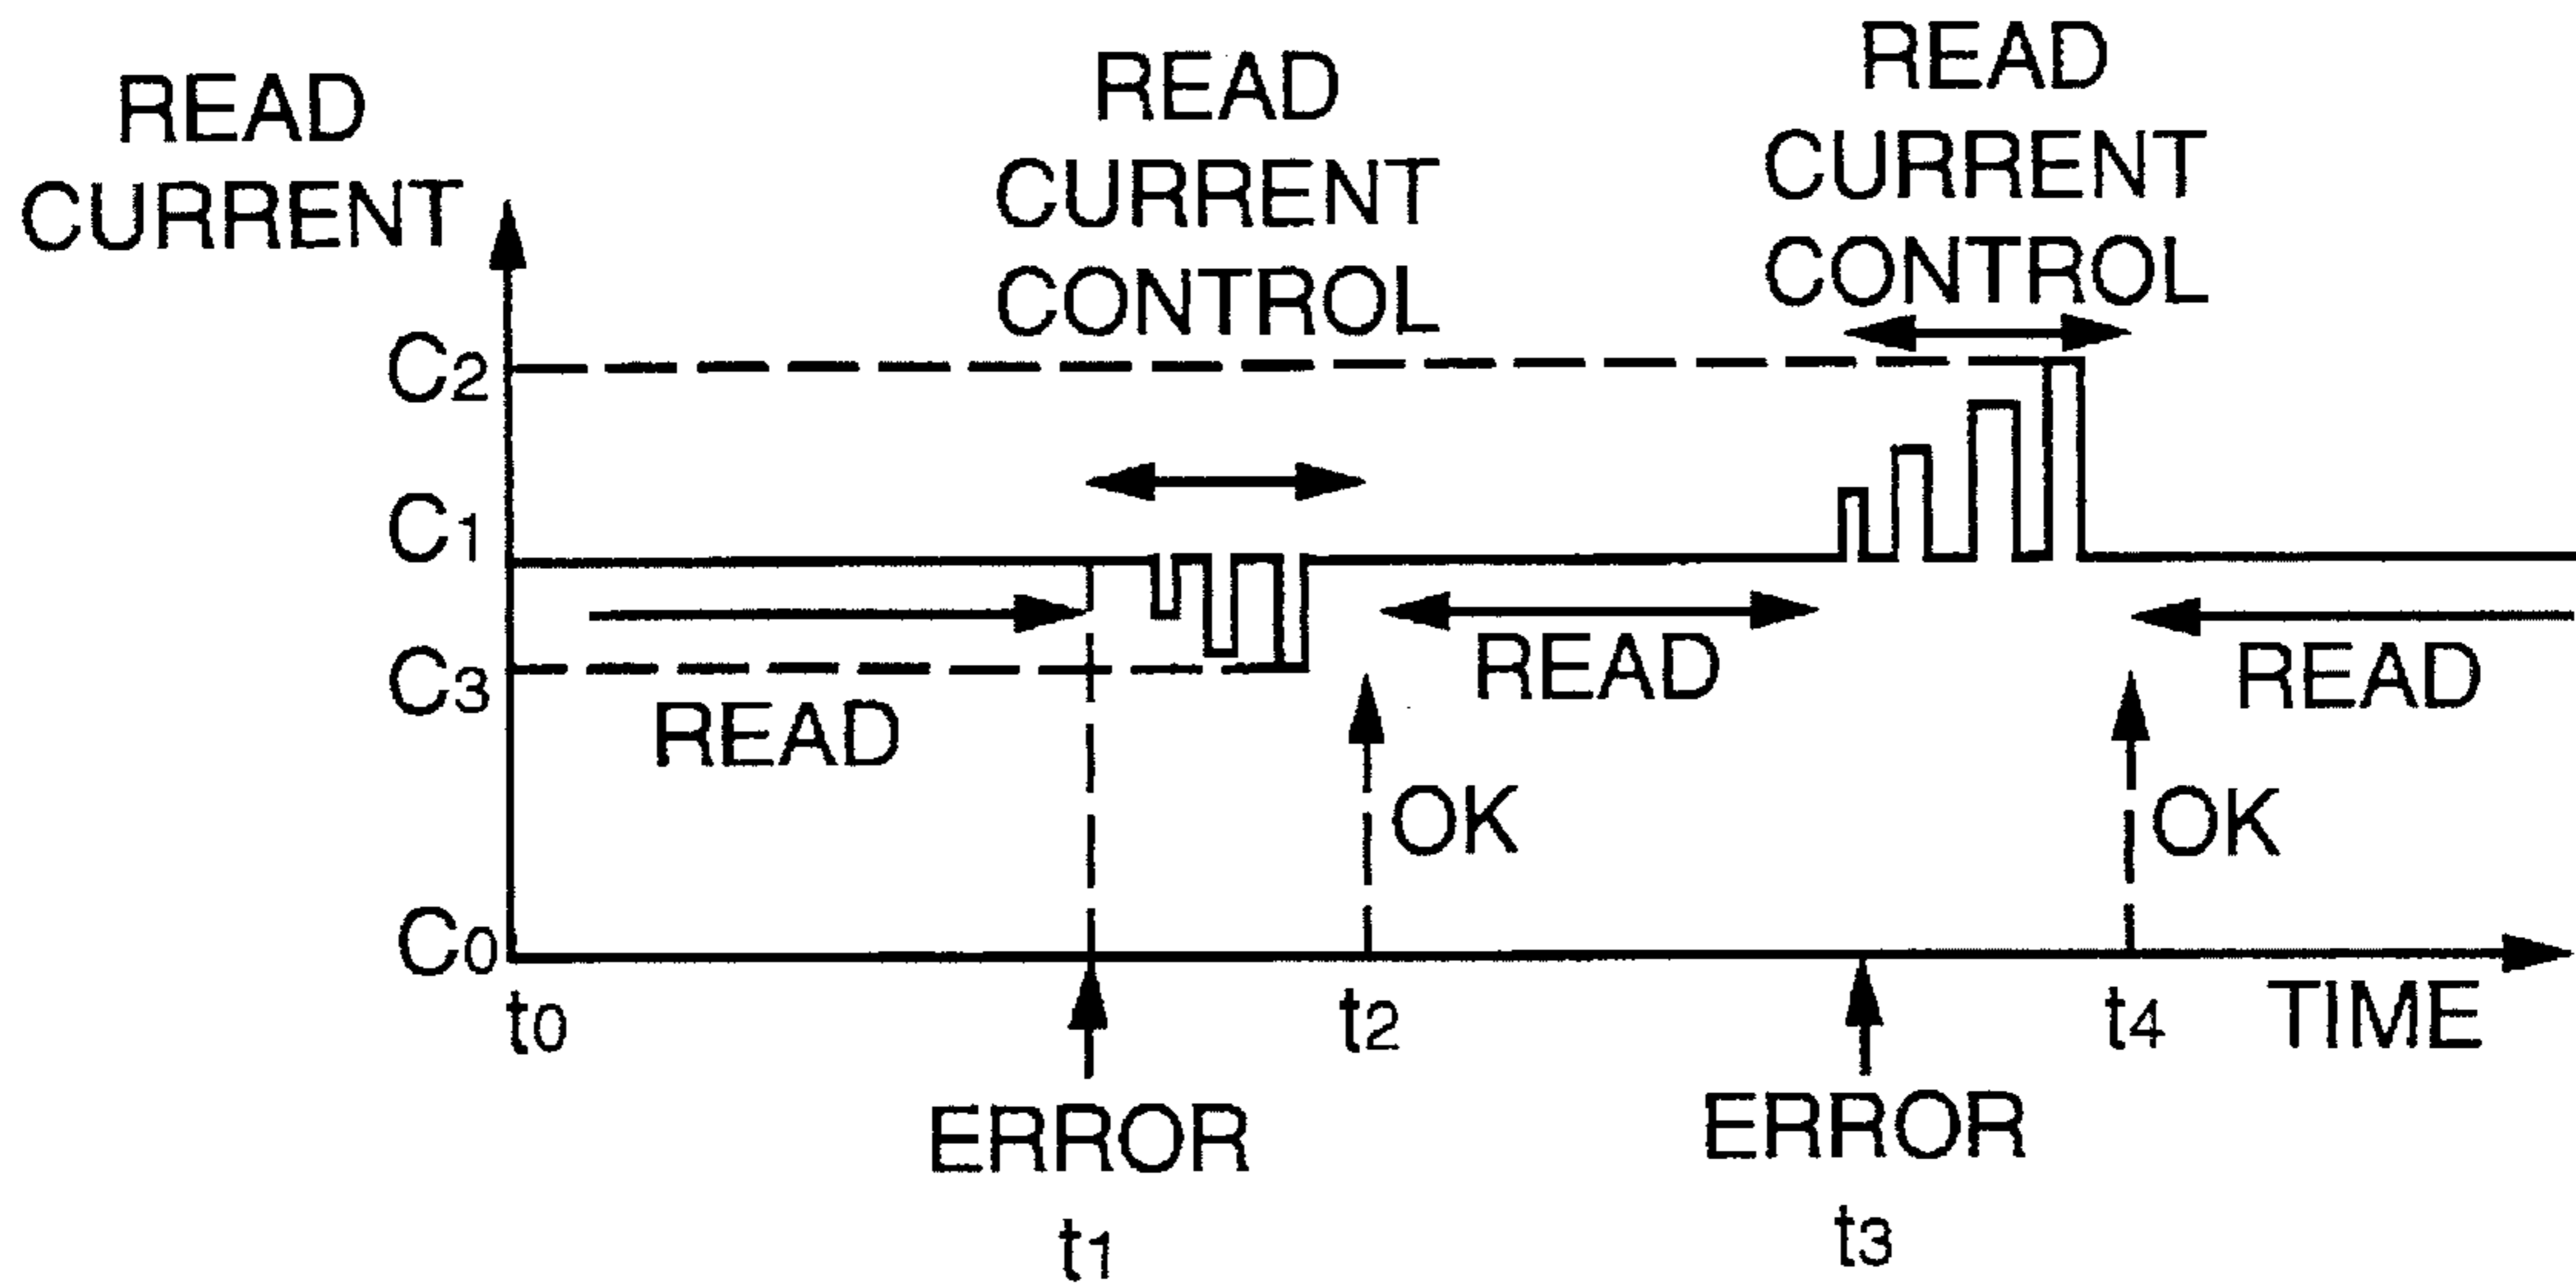 READ
CURRENT
READ
CURRENT
CONTROL
READ
CURRENT
CONTROL
C2
C1
C3
C0
READ
READ
READ
OK
OK
t0
t2
t4
TIME
ERROR
t1
ERROR
t3